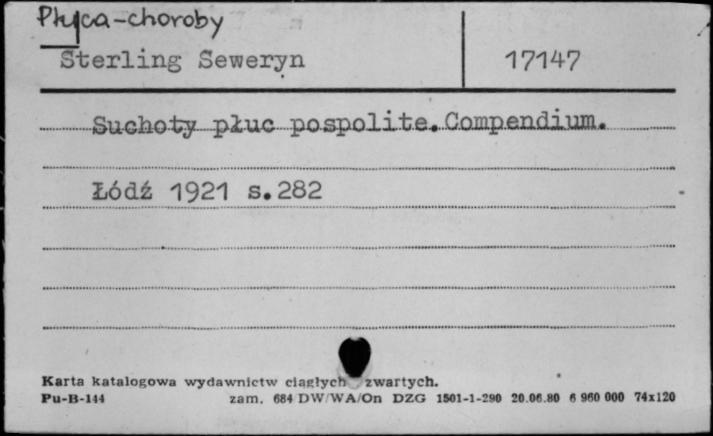 Płuca-choroby
Sterling Seweryn 17147
Suchoty płuc pospolite. Compendium.
Łódź 1921 s.282
Karta katalogowa wydawnictw ciągłych zwartych.
Pu-B-144 zam. 684 DW/WA/On DZG 1501-1-290 20.06.80 6 960 000 74x120